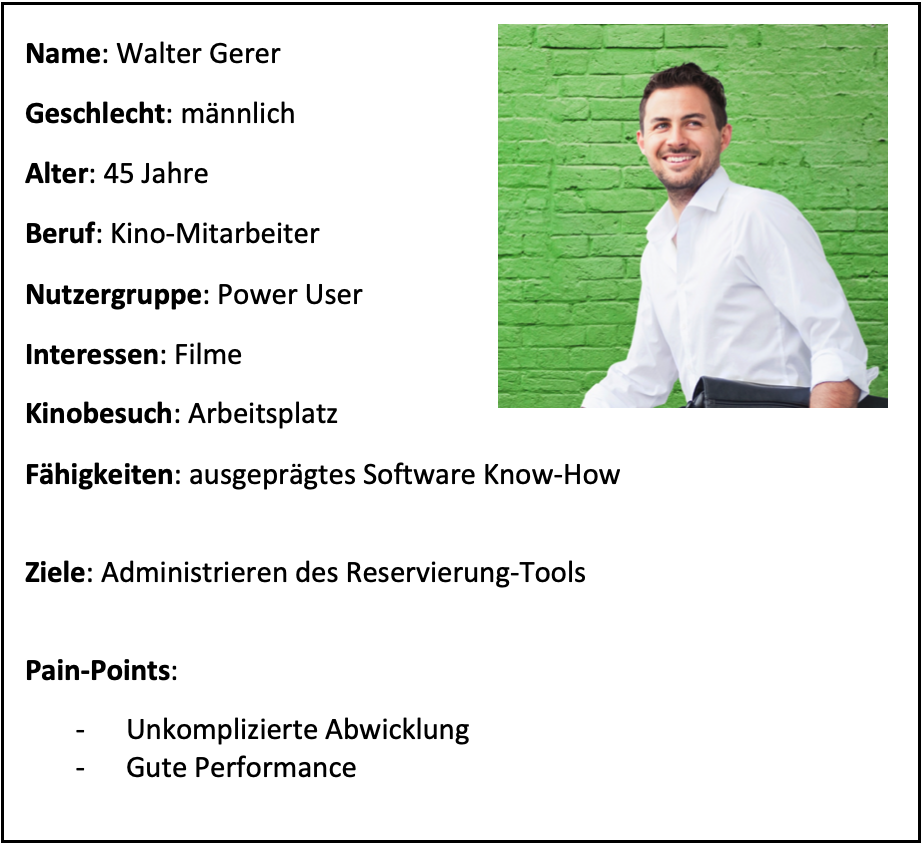 Name: Walter Gerer
Geschlecht: männlich
Alter: 45 Jahre
Beruf: Kino-Mitarbeiter
Nutzergruppe: Power User
Interessen: Filme
Kinobesuch: Arbeitsplatz
Fähigkeiten: ausgeprägtes Software Know-How
Ziele: Administrieren des Reservierung-Tools
Pain-Points:
- Unkomplizierte Abwicklung
- Gute Performance